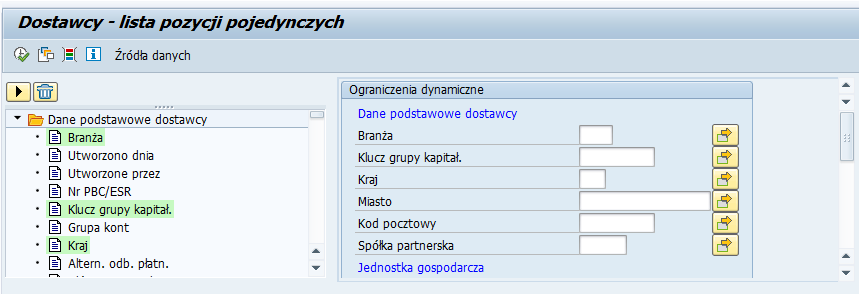 Dostawcy - lista pozycji pojedynczych
Źródła danych
Dane podstawowe dostawcy
Branża
Utworzono dnia
Utworzone przez
Nr PBC/ESR
Klucz grupy kapitał.
Grupa kont
Kraj
Altern. odb. płatn.
Ograniczenia dynamiczne
Dane podstawowe dostawcy
Branża
Klucz grupy kapitał.
Kraj
Miasto
Kod pocztowy
Spółka partnerska
Jednostka gospodarcza